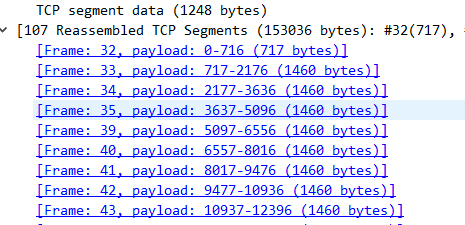 TCP segment data (1248 bytes)
[107 Reassembled TCP Segments (153036 bytes): #32(717),
[Frame: 32, payload: 0-716 (717 bytes)]
[Frame: 33, payload: 717-2176 (1460 bytes)]
[Frame: 34, payload: 2177-3636 (1460 bytes)]
[Frame: 35, payload: 3637-5096 (1460 bytes)]
[Frame: 39, payload: 5097-6556 (1460 bytes)]
[Frame: 40, payload: 6557-8016 (1460 bytes)]
[Frame: 41, payload: 8017-9476 (1460 bytes)]
[Frame: 42, payload: 9477-10936 (1460 bytes)]
[Frame: 43, payload: 10937-12396 (1460 bytes)]